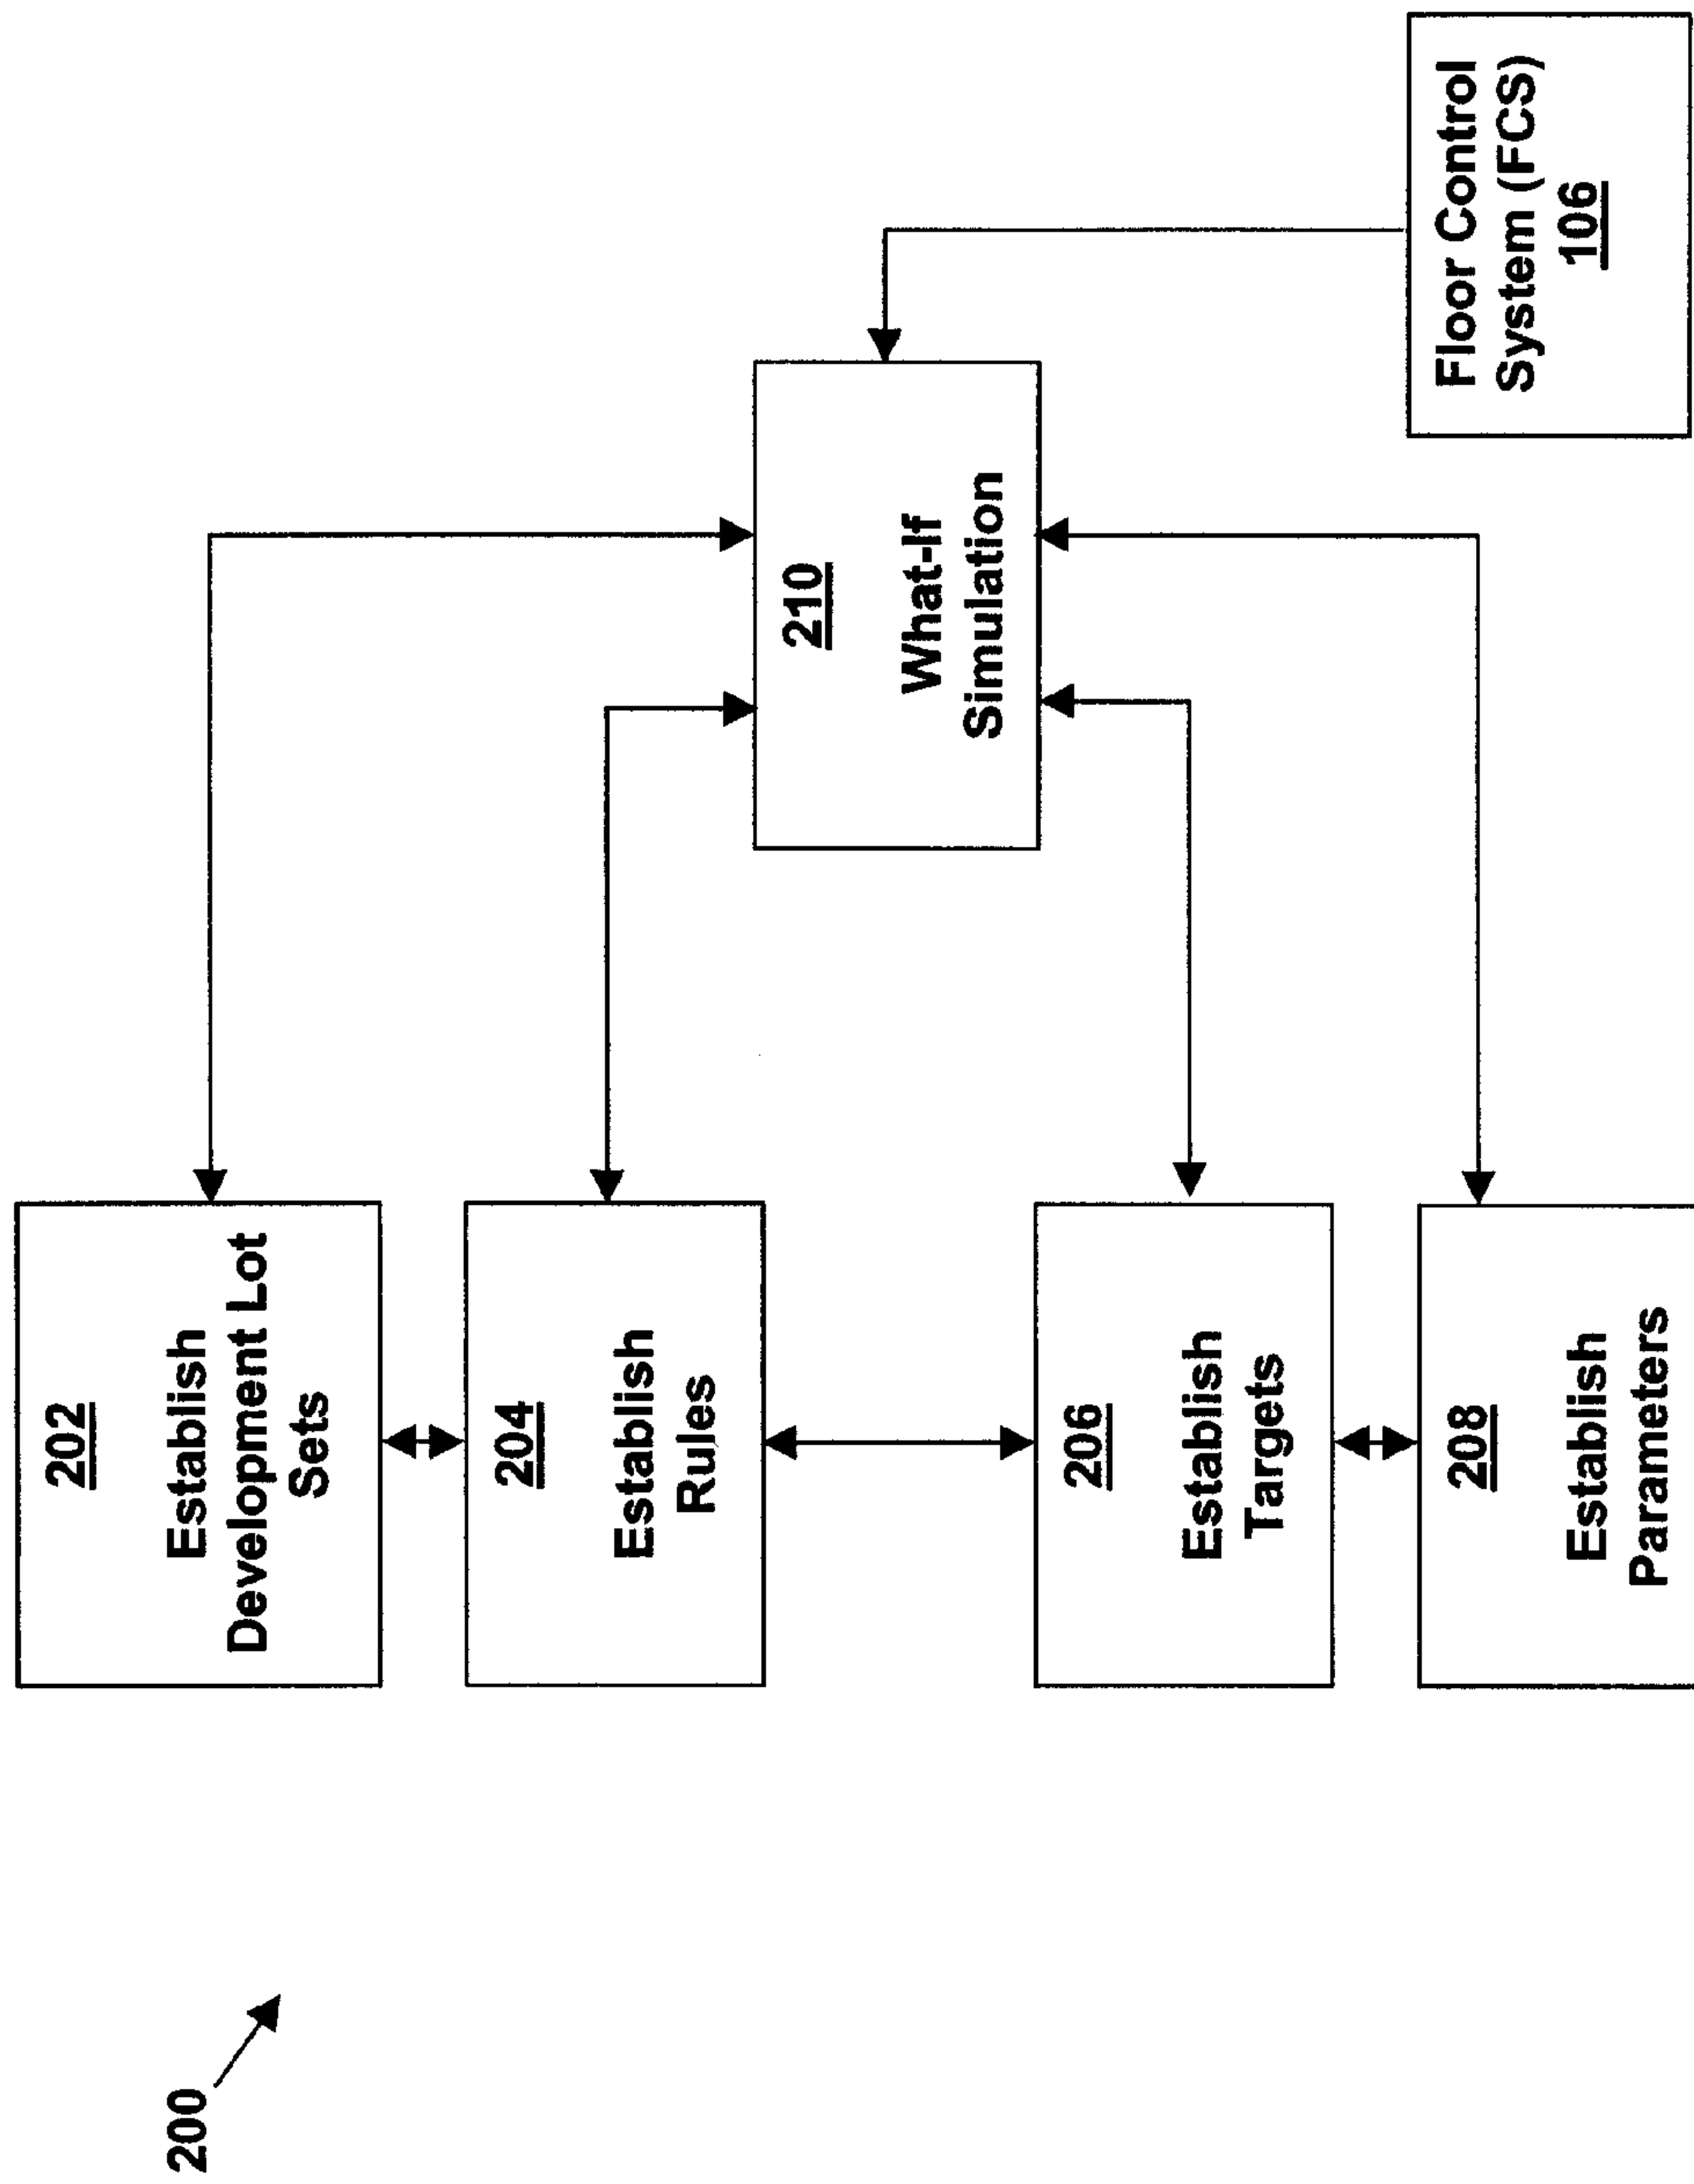 200
202
Establish
Development Lot
Sets
204
Establish
Rules
206
Establish
Targets
208
Establish
Parameters
210
What-If
Simulation
Floor Control
System (FCS)
106